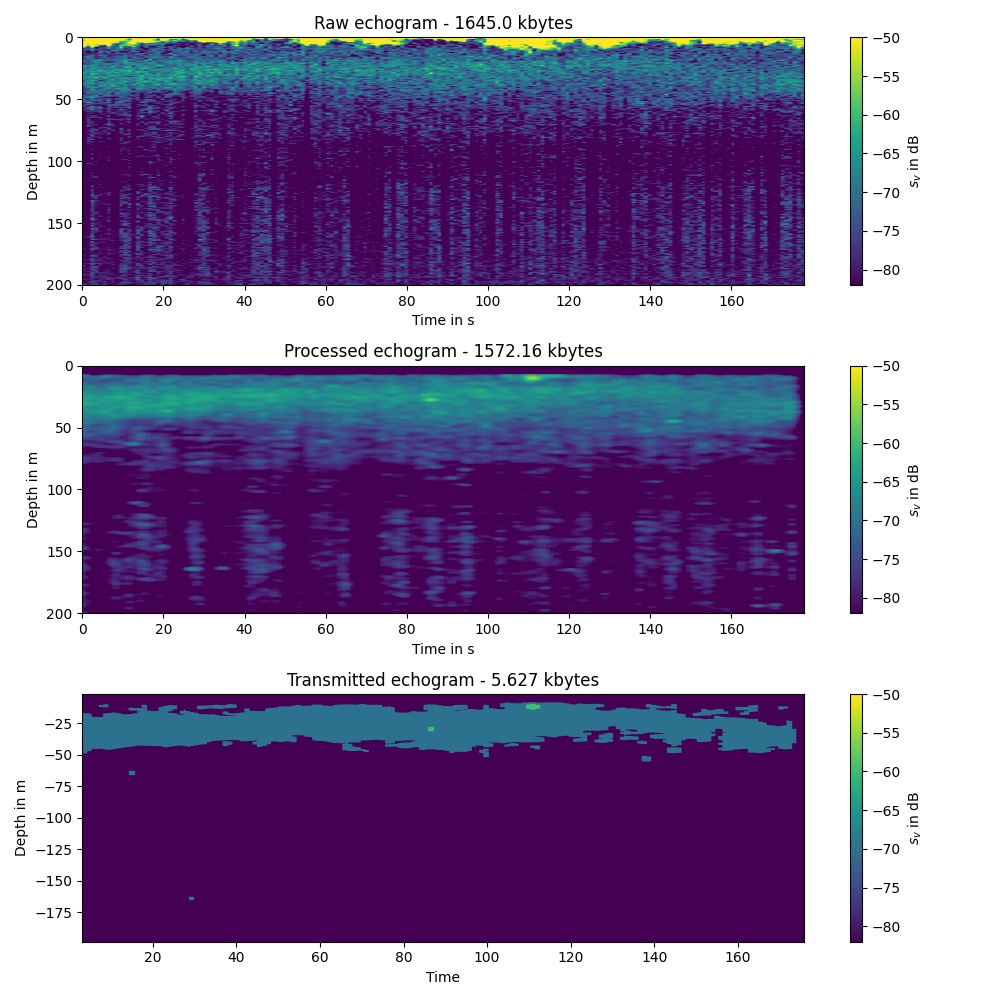 Raw echogram - 1645.0 kbytes
0
50
100
150
200
Depth in m
0 20 40 60 80 100 120 140 160
Time in s
−50
−55
−60
−65
−70
−75
−80
sv in dB
Processed echogram - 1572.16 kbytes
0
50
100
150
200
Depth in m
0 20 40 60 80 100 120 140 160
Time in s
−50
−55
−60
−65
−70
−75
−80
sv in dB
Transmitted echogram - 5.627 kbytes
−25
−50
−75
−100
−125
−150
−175
Depth in m
20 40 60 80 100 120 140 160
Time
−50
−55
−60
−65
−70
−75
−80
sv in dB